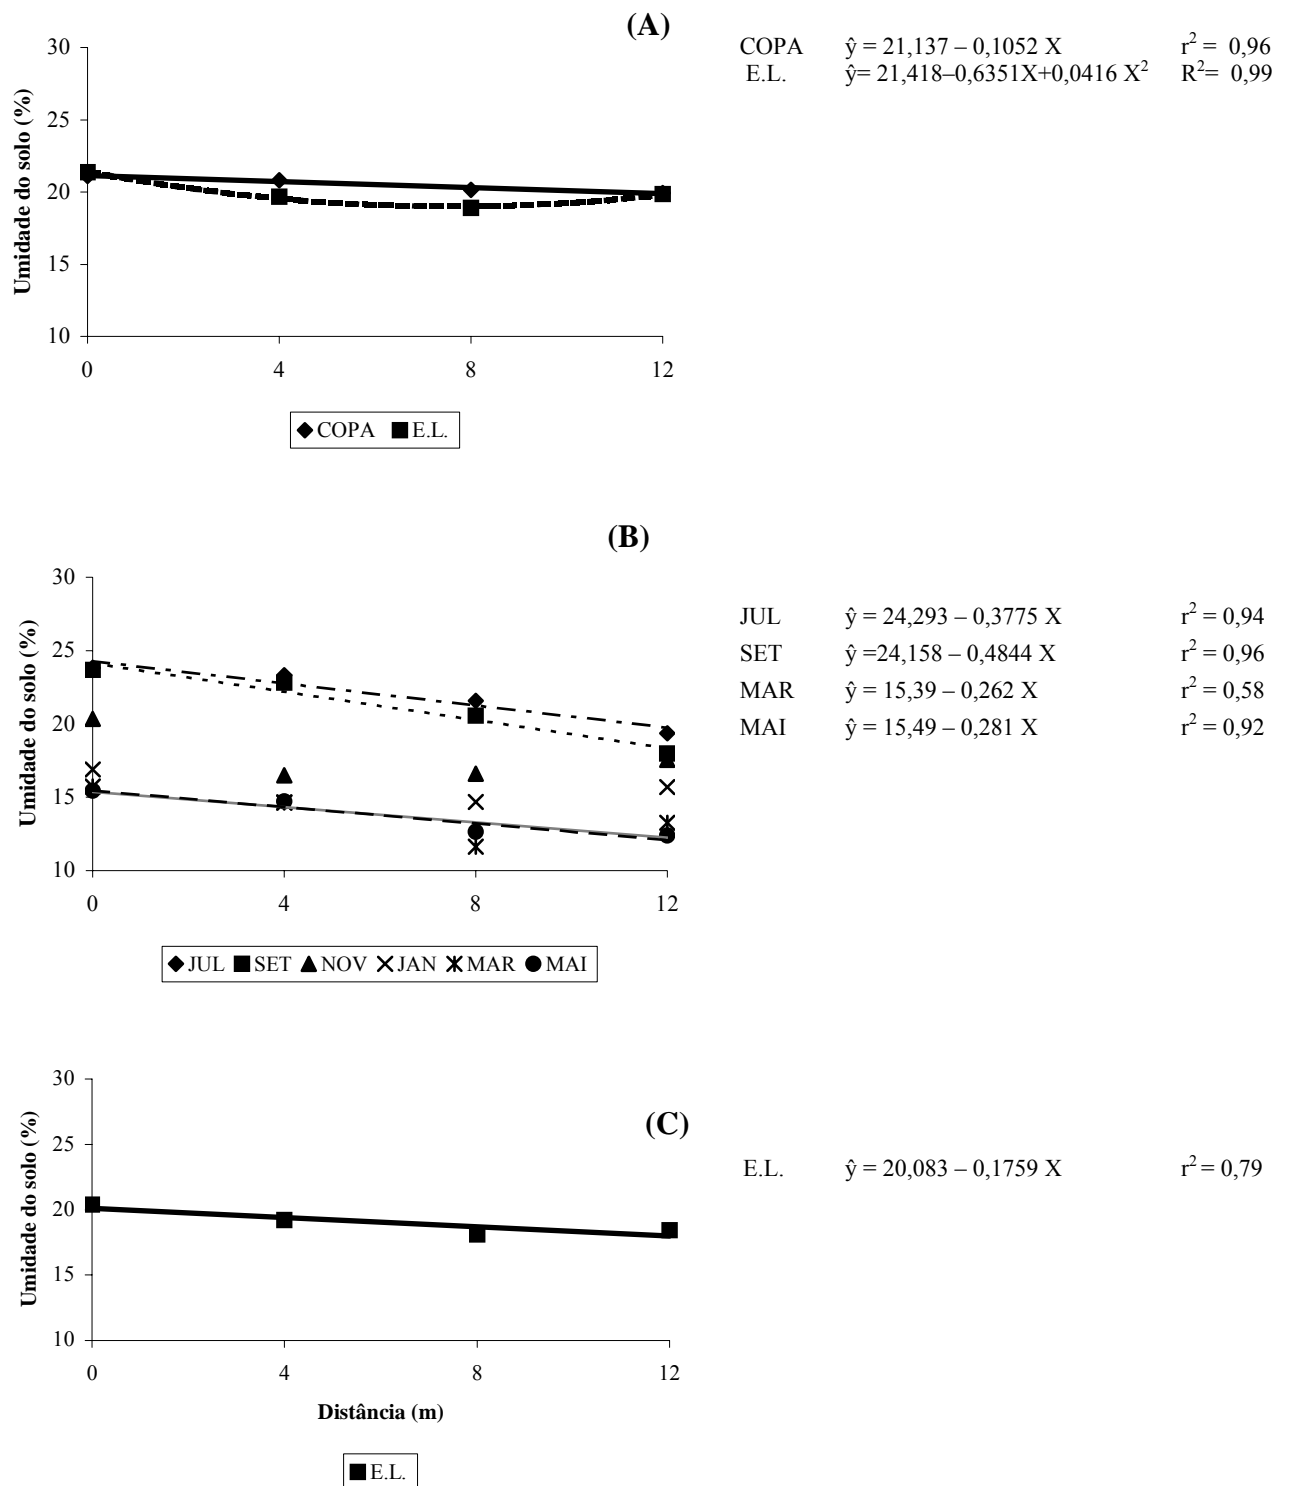 (A)
COPA ŷ = 21,137 – 0,1052 X r² = 0,96
E.L. ŷ= 21,418–0,6351X+0,0416 X² R²= 0,99
Umidade do solo (%)
30
25
20
15
10
0 4 8 12
COPA E.L.
(B)
JUL ŷ = 24,293 – 0,3775 X r² = 0,94
SET ŷ =24,158 – 0,4844 X r² = 0,96
MAR ŷ = 15,39 – 0,262 X r² = 0,58
MAI ŷ = 15,49 – 0,281 X r² = 0,92
Umidade do solo (%)
30
25
20
15
10
0 4 8 12
JUL SET NOV JAN MAR MAI
(C)
E.L. ŷ = 20,083 – 0,1759 X r² = 0,79
Umidade do solo (%)
30
25
20
15
10
0 4 8 12
Distância (m)
E.L.